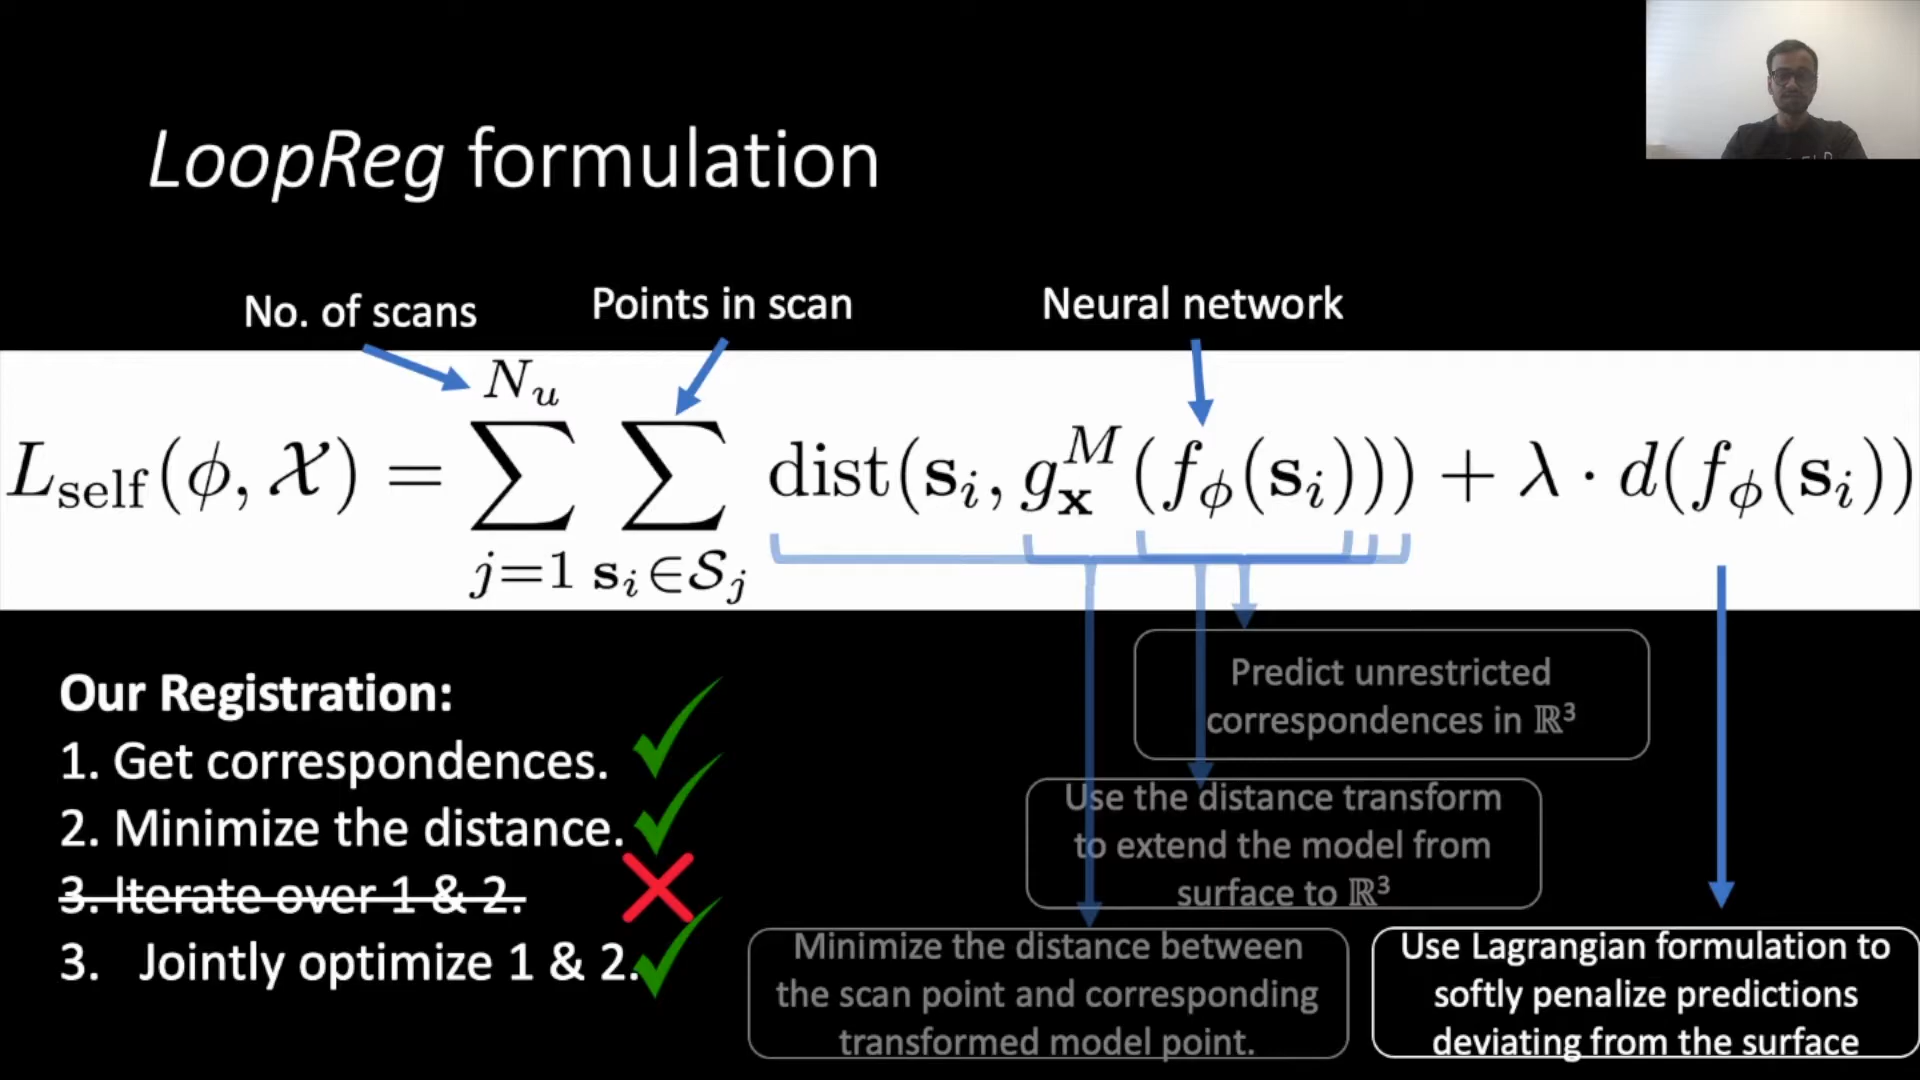 LoopReg formulation
No. of scans
Points in scan
Neural network
L_self(ϕ, 𝒳) = ∑_{j=1}^{N_u} ∑_{s_i∈𝒮_j} dist(s_i, g_x^M(f_ϕ(s_i))) + λ · d(f_ϕ(s_i))
Our Registration:
1. Get correspondences.
2. Minimize the distance.
3. Iterate over 1 & 2.
3. Jointly optimize 1 & 2.
Predict unrestricted
correspondences in ℝ³
Use the distance transform
to extend the model from
surface to ℝ³
Minimize the distance between
the scan point and corresponding
transformed model point.
Use Lagrangian formulation to
softly penalize predictions
deviating from the surface